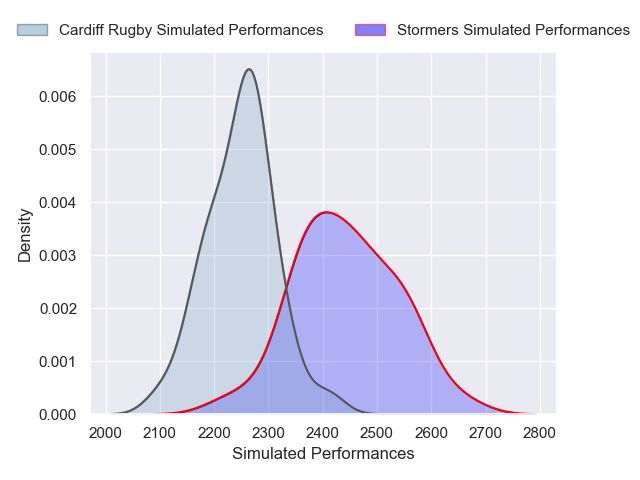 Cardiff Rugby Simulated Performances Stormers Simulated Performances
0.006
0.005
0.004
0.003
0.002
0.001
0.000
Density
2000 2100 2200 2300 2400 2500 2600 2700 2800
Simulated Performances